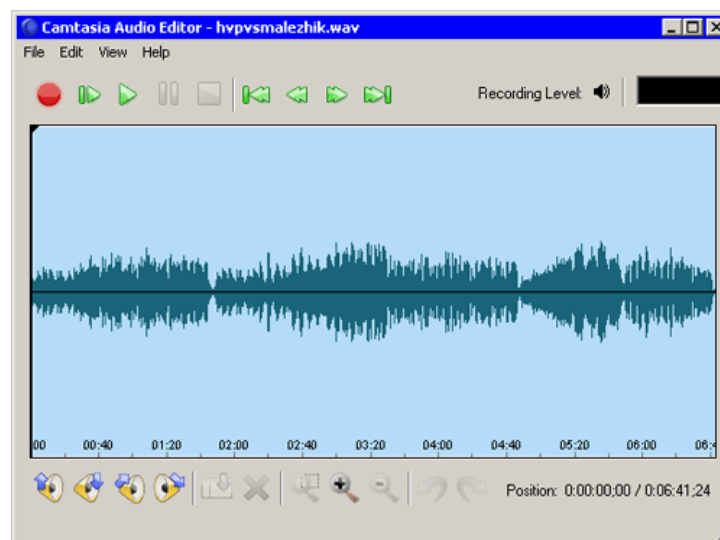 Camtasia Audio Editor - hvpvsmalezhik.wav
File Edit View Help
Recording Level:
00 00:40 01:20 02:00 02:40 03:20 04:00 04:40 05:20 06:00 06:4
Position: 0:00:00;00 / 0:06:41;24